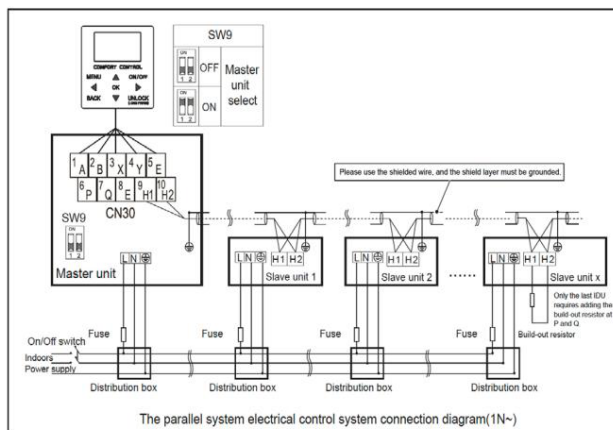 COMFORT CONTROL
MENU ON/OFF
OK
BACK UNLOCK
SW9
ON
1 2
OFF
ON
1 2
ON
Master
unit
select
1 2 3 4 5
A B X Y E
6 7 8 9 10
P Q E H1 H2
CN30
SW9
ON
1 2
Master unit
L N
Please use the shielded wire, and the shield layer must be grounded.
L N H1 H2
Slave unit 1
L N H1 H2
Slave unit 2
......
L N H1 H2
Slave unit x
Only the last IDU
requires adding the
build-out resistor at
P and Q
Build-out resistor
Fuse
Fuse
Fuse
Fuse
On/Off switch
Indoors
Power supply
Distribution box
Distribution box
Distribution box
Distribution box
The parallel system electrical control system connection diagram(1N~)